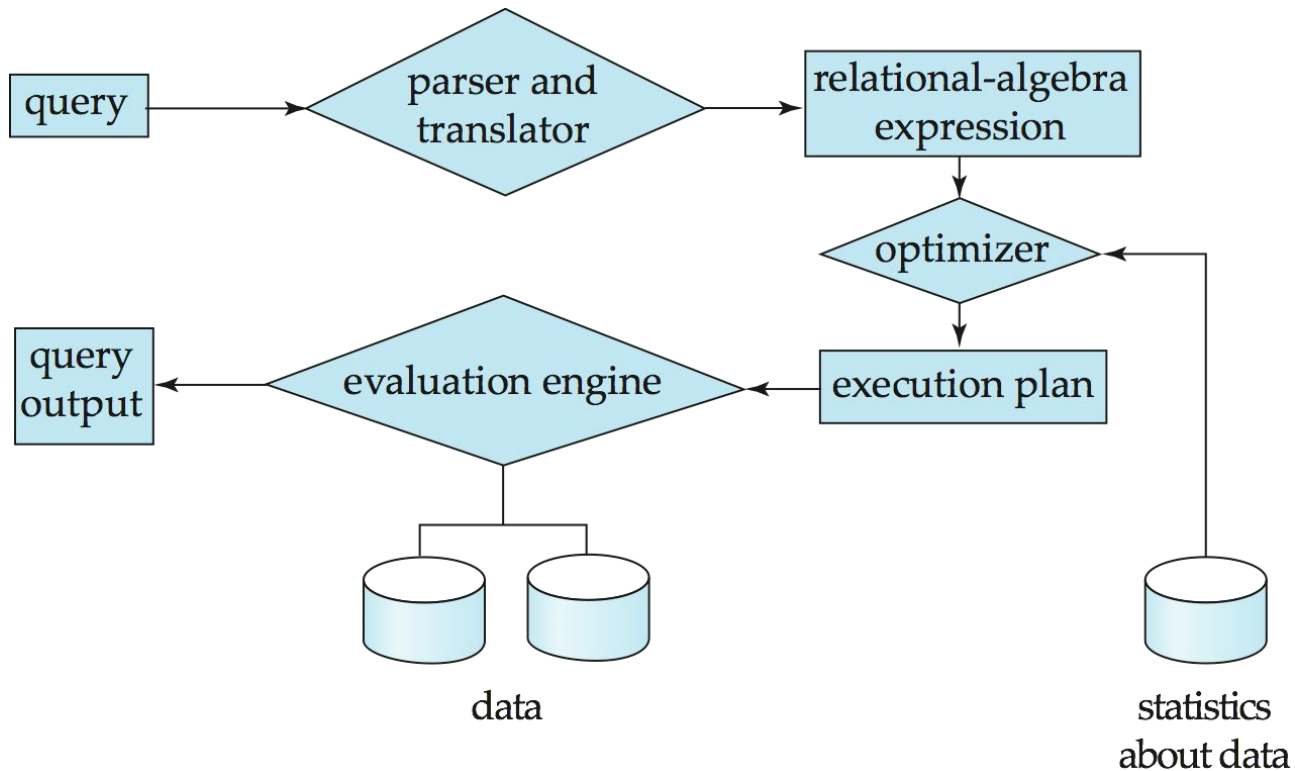 query
parser and
translator
relational-algebra
expression
optimizer
execution plan
evaluation engine
query
output
data
statistics
about data